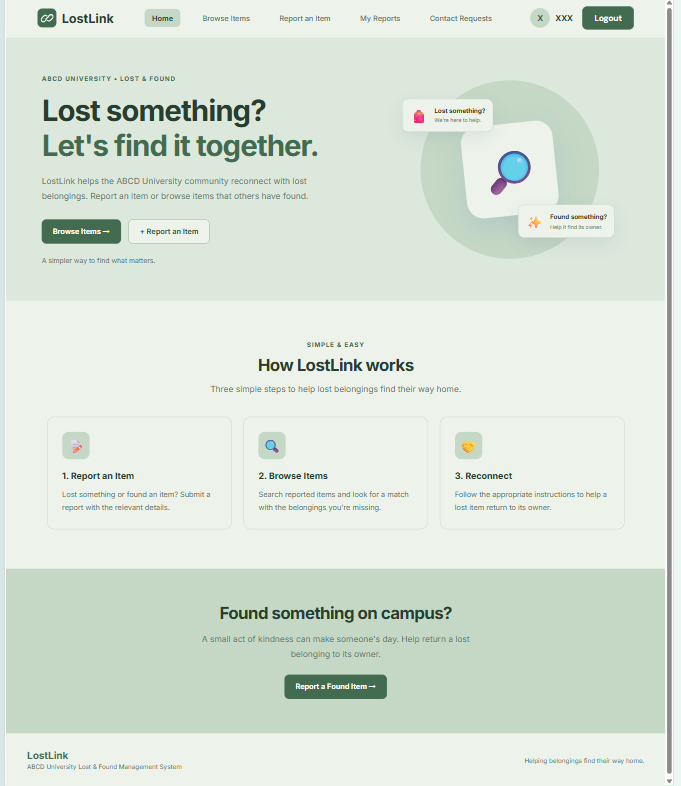 LostLink
Home
Browse Items
Report an Item
My Reports
Contact Requests
X
XXX
Logout
ABCD UNIVERSITY • LOST & FOUND
Lost something?
Let's find it together.
LostLink helps the ABCD University community reconnect with lost
belongings. Report an item or browse items that others have found.
Browse Items →
+ Report an Item
A simpler way to find what matters.
Lost something?
We're here to help.
Found something?
Help it find its owner.
SIMPLE & EASY
How LostLink works
Three simple steps to help lost belongings find their way home.
1. Report an Item
Lost something or found an item? Submit a
report with the relevant details.
2. Browse Items
Search reported items and look for a match
with the belongings you're missing.
3. Reconnect
Follow the appropriate instructions to help a
lost item return to its owner.
Found something on campus?
A small act of kindness can make someone's day. Help return a lost
belonging to its owner.
Report a Found Item →
LostLink
ABCD University Lost & Found Management System
Helping belongings find their way home.